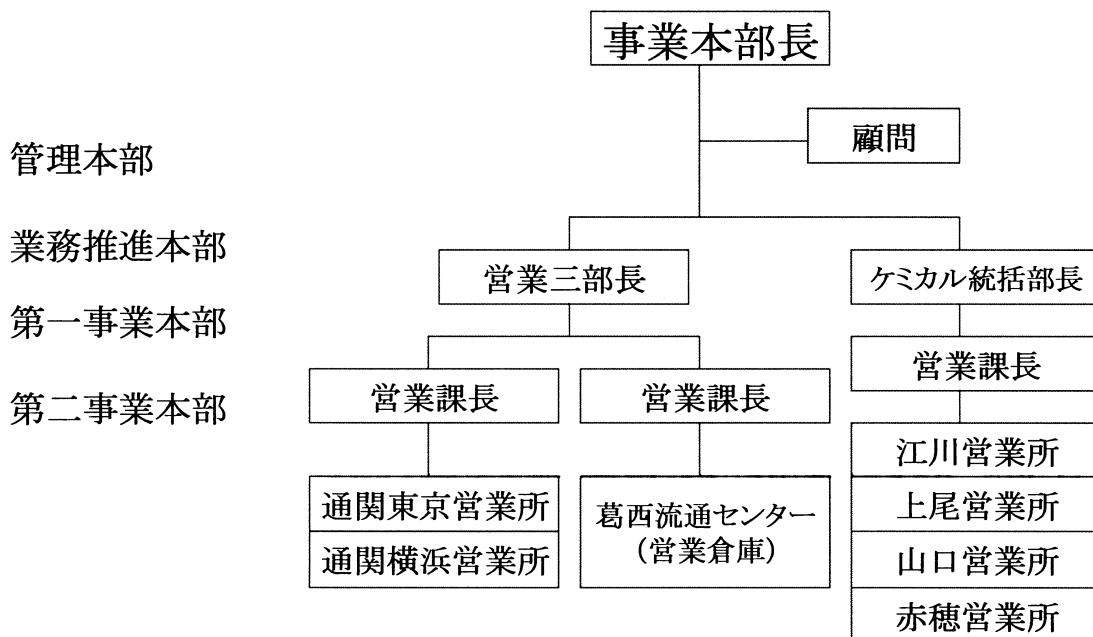 事業本部長
顧問
管理本部
業務推進本部
第一事業本部
第二事業本部
営業三部長
ケミカル統括部長
営業課長
営業課長
営業課長
通関東京営業所
通関横浜営業所
葛西流通センター
(営業倉庫)
江川営業所
上尾営業所
山口営業所
赤穂営業所